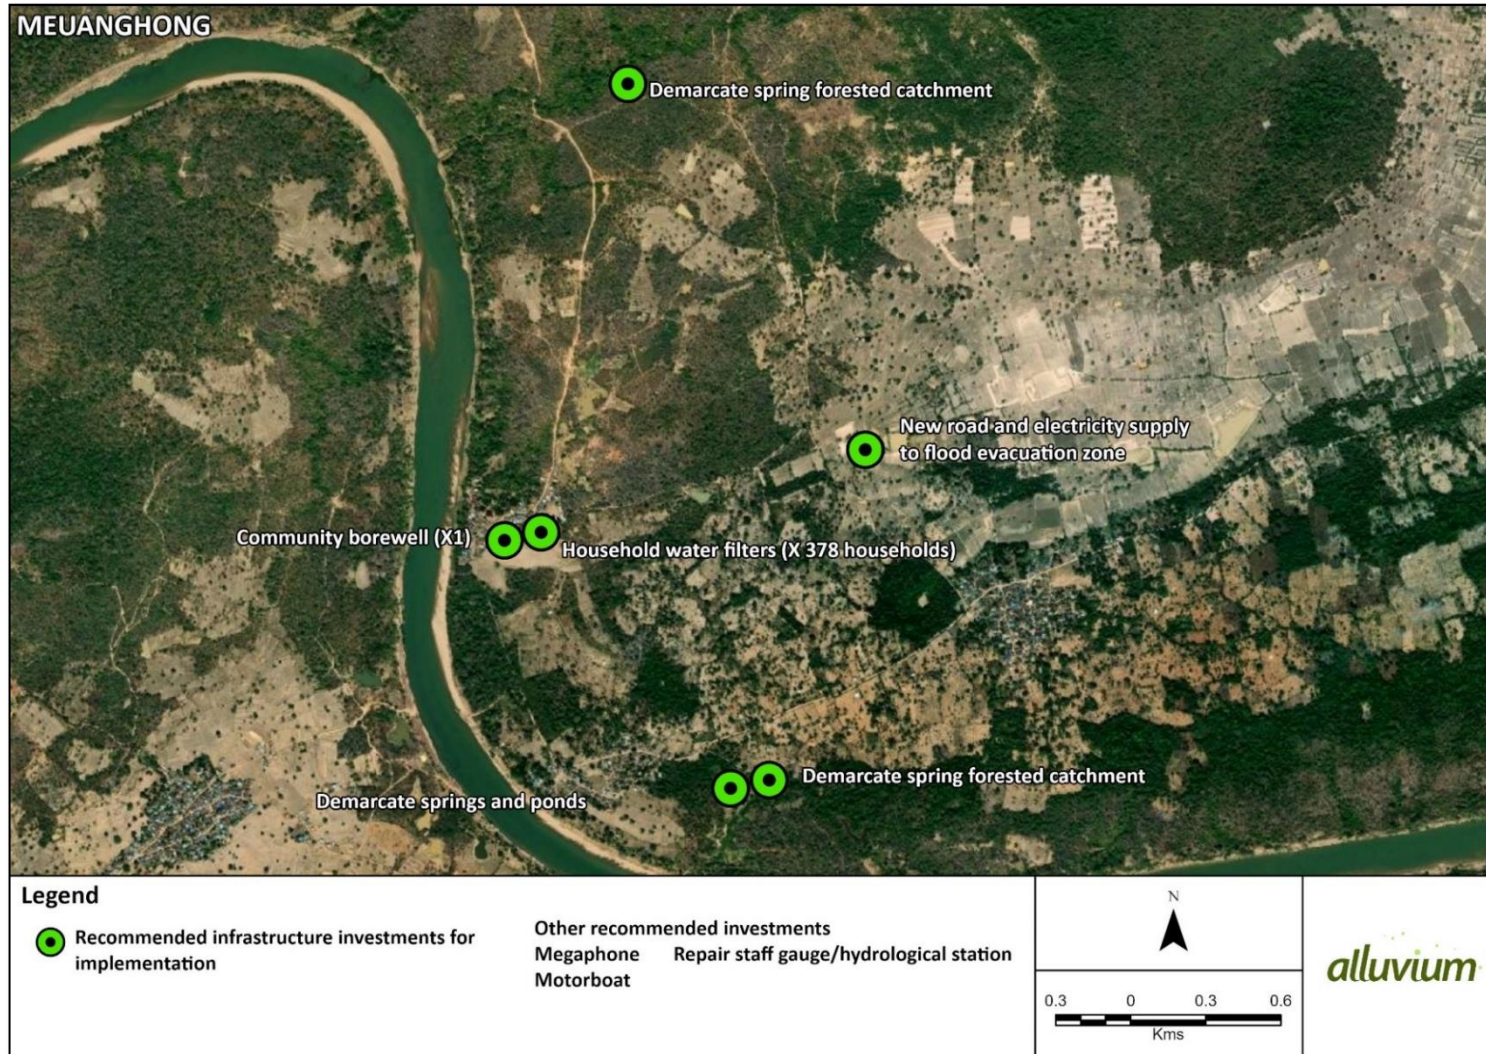 MEUANGHONG
Demarcate spring forested catchment
New road and electricity supply
to flood evacuation zone
Community borewell (X1)
Household water filters (X 378 households)
Demarcate spring forested catchment
Demarcate springs and ponds
Legend
Recommended infrastructure investments for
implementation
Other recommended investments
Megaphone Repair staff gauge/hydrological station
Motorboat
N
0.3 0 0.3 0.6
Kms
alluvium